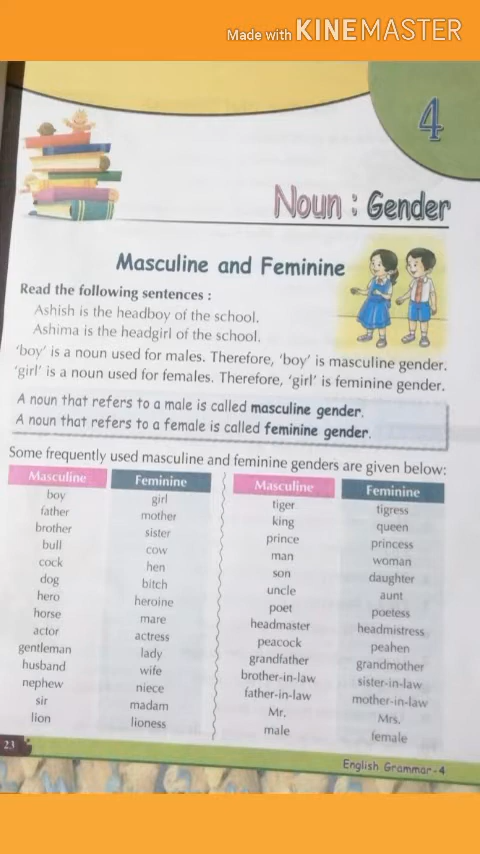 Made with KINEMASTER
4
Noun : Gender
Masculine and Feminine
Read the following sentences :
Ashish is the headboy of the school.
Ashima is the headgirl of the school.
'boy' is a noun used for males. Therefore, 'boy' is masculine gender.
'girl' is a noun used for females. Therefore, 'girl' is feminine gender.
A noun that refers to a male is called masculine gender.
A noun that refers to a female is called feminine gender.
Some frequently used masculine and feminine genders are given below:
Masculine Feminine
boy girl
father mother
brother sister
bull cow
cock hen
dog bitch
hero heroine
horse mare
actor actress
gentleman lady
husband wife
nephew niece
sir madam
lion lioness
Masculine Feminine
tiger tigress
king queen
prince princess
man woman
son daughter
uncle aunt
poet poetess
headmaster headmistress
peacock peahen
grandfather grandmother
brother-in-law sister-in-law
father-in-law mother-in-law
Mr. Mrs.
male female
23
English Grammar-4